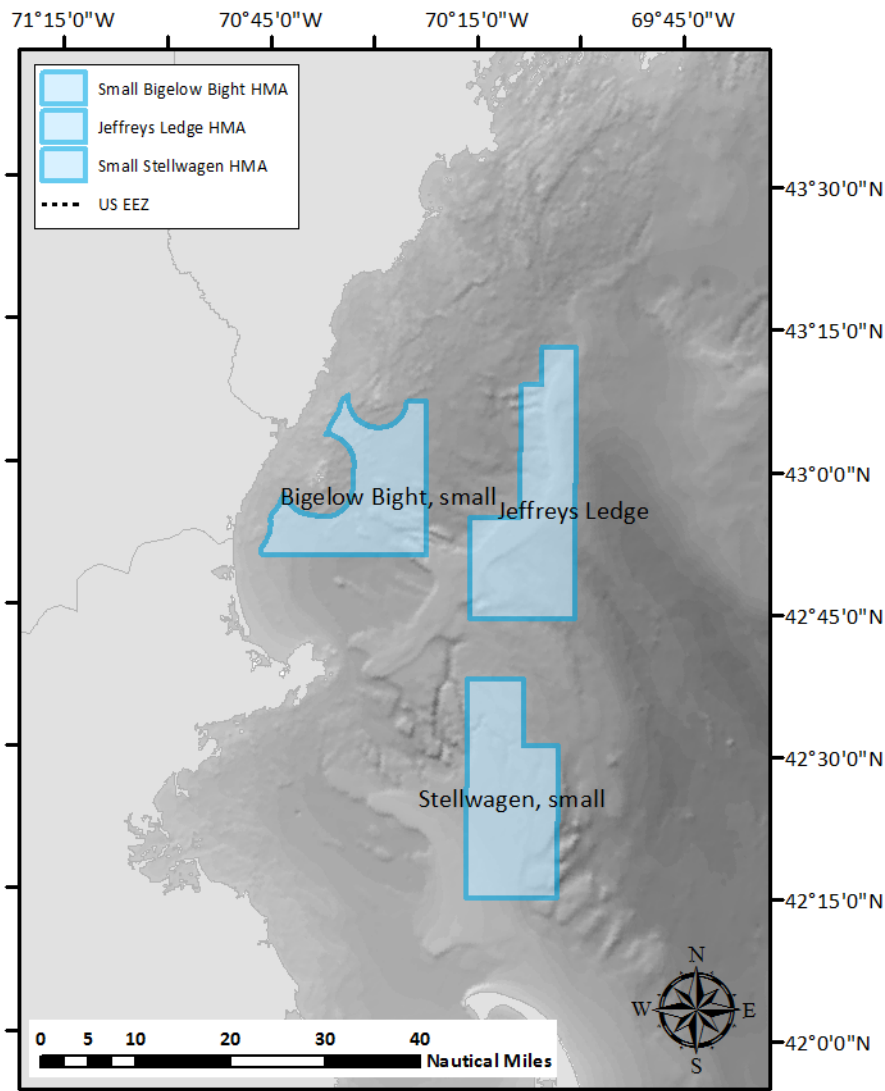 71°15'0"W 70°45'0"W 70°15'0"W 69°45'0"W
Small Bigelow Bight HMA
Jeffreys Ledge HMA
Small Stellwagen HMA
US EEZ
43°30'0"N
43°15'0"N
43°0'0"N
Bigelow Bight, small
Jeffreys Ledge
42°45'0"N
42°30'0"N
Stellwagen, small
42°15'0"N
N
W E
S
42°0'0"N
0 5 10 20 30 40
Nautical Miles